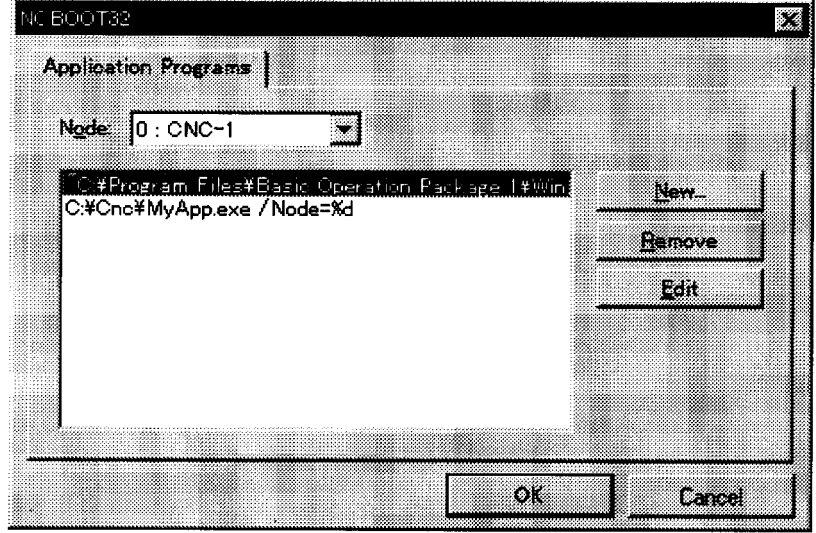 NC BOOT32
Application Programs
Node: 0 : CNC-1
"C:¥Program Files¥Basic Operation Package 1¥Win
C:¥Cnc¥MyApp.exe /Node=%d
New...
Remove
Edit
OK
Cancel